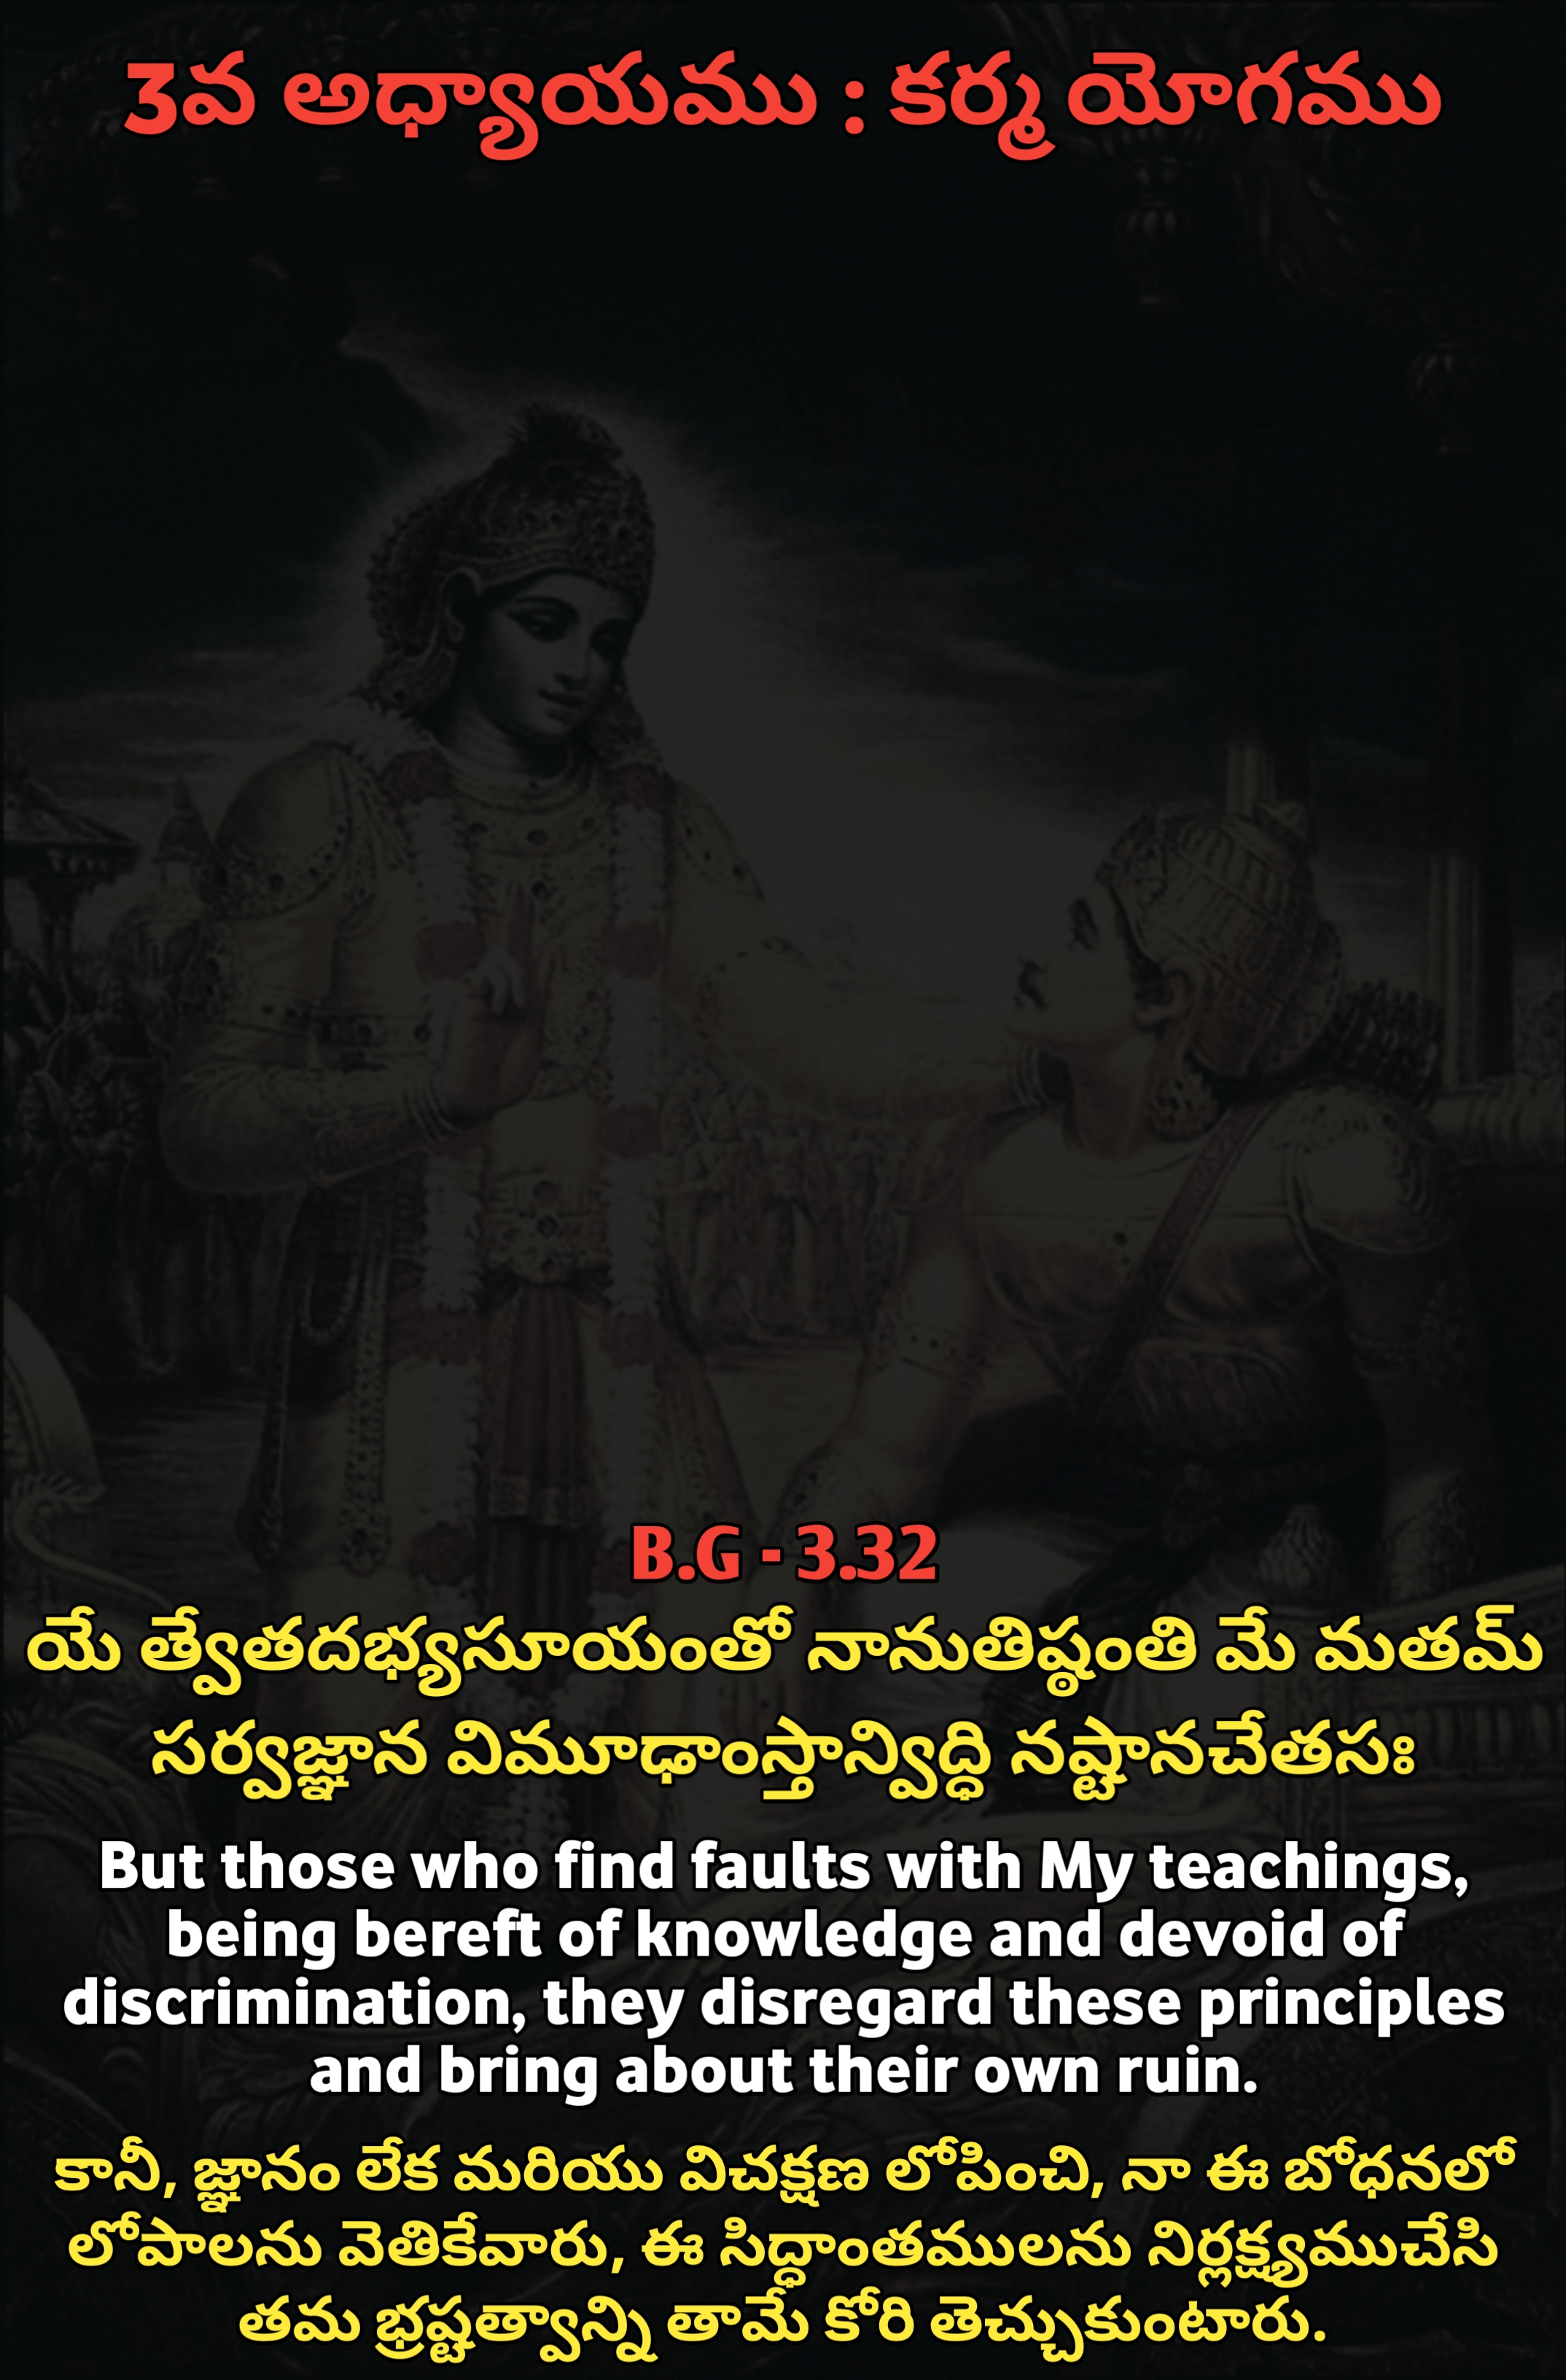 3వ అధ్యాయము : కర్మ యోగము
B.G - 3.32
యే త్వేతదభ్యసూయంతో నానుతిష్ఠంతి మే మతమ్
సర్వజ్ఞాన విమూఢాంస్తాన్విద్ధి నష్టానచేతసః
But those who find faults with My teachings,
being bereft of knowledge and devoid of
discrimination, they disregard these principles
and bring about their own ruin.
కానీ, జ్ఞానం లేక మరియు విచక్షణ లోపించి, నా ఈ బోధనలో
లోపాలను వెతికేవారు, ఈ సిద్ధాంతములను నిర్లక్ష్యముచేసి
తమ భ్రష్టత్వాన్ని తామే కోరి తెచ్చుకుంటారు.